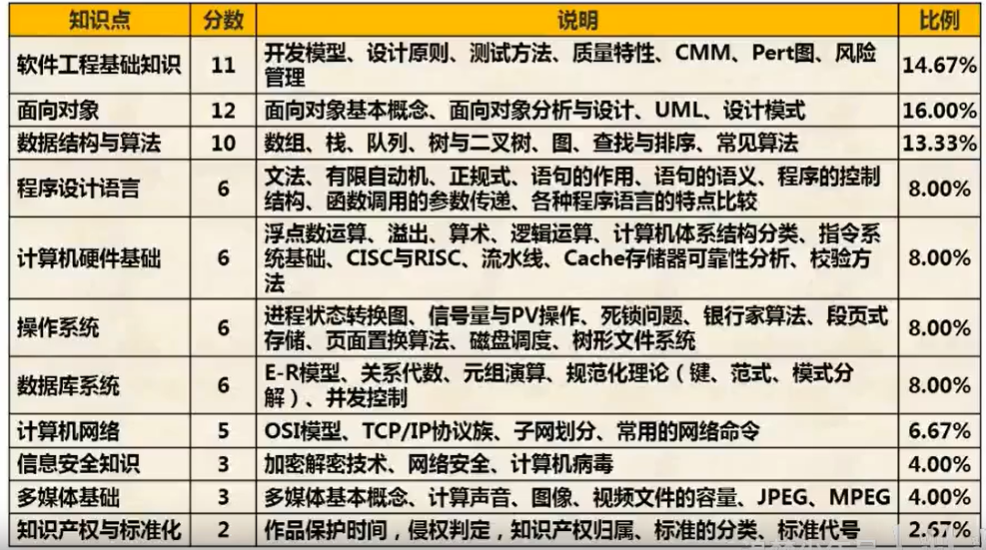 知识点 分数 说明 比例
软件工程基础知识 11 开发模型、设计原则、测试方法、质量特性、CMM、Pert图、风险
管理 14.67%
面向对象 12 面向对象基本概念、面向对象分析与设计、UML、设计模式 16.00%
数据结构与算法 10 数组、栈、队列、树与二叉树、图、查找与排序、常见算法 13.33%
程序设计语言 6 文法、有限自动机、正规式、语句的作用、语句的语义、程序的控制
结构、函数调用的参数传递、各种程序语言的特点比较 8.00%
计算机硬件基础 6 浮点数运算、溢出、算术、逻辑运算、计算机体系结构分类、指令系
统基础、CISC与RISC、流水线、Cache存储器可靠性分析、校验方
法 8.00%
操作系统 6 进程状态转换图、信号量与PV操作、死锁问题、银行家算法、段页式
存储、页面置换算法、磁盘调度、树形文件系统 8.00%
数据库系统 6 E-R模型、关系代数、元组演算、规范化理论（键、范式、模式分
解）、并发控制 8.00%
计算机网络 5 OSI模型、TCP/IP协议族、子网划分、常用的网络命令 6.67%
信息安全知识 3 加密解密技术、网络安全、计算机病毒 4.00%
多媒体基础 3 多媒体基本概念、计算声音、图像、视频文件的容量、JPEG、MPEG 4.00%
知识产权与标准化 2 作品保护时间，侵权判定，知识产权归属、标准的分类、标准代号 2.67%